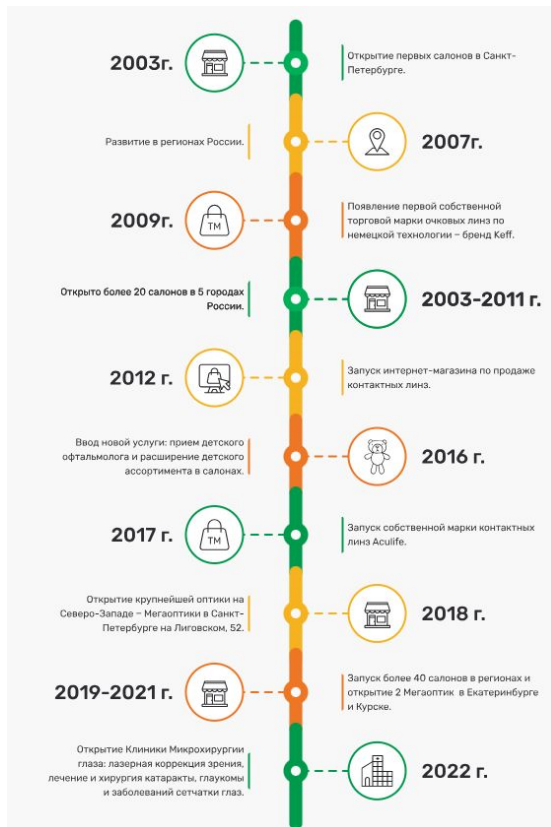 2003г.
Открытие первых салонов в Санкт-
Петербурге.
Развитие в регионах России.
2007г.
2009г.
TM
Появление первой собственной
торговой марки очковых линз по
немецкой технологии – бренд Keff.
Открыто более 20 салонов в 5 городах
России.
2003-2011 г.
2012 г.
Запуск интернет-магазина по продаже
контактных линз.
Ввод новой услуги: прием детского
офтальмолога и расширение детского
ассортимента в салонах.
2016 г.
2017 г.
TM
Запуск собственной марки контактных
линз Aculife.
Открытие крупнейшей оптики на
Северо-Западе – Мегаоптики в Санкт-
Петербурге на Лиговском, 52.
2018 г.
2019-2021 г.
Запуск более 40 салонов в регионах и
открытие 2 Мегаоптик в Екатеринбурге
и Курске.
Открытие Клиники Микрохирургии
глаза: лазерная коррекция зрения,
лечение и хирургия катаракты, глаукомы
и заболеваний сетчатки глаз.
2022 г.